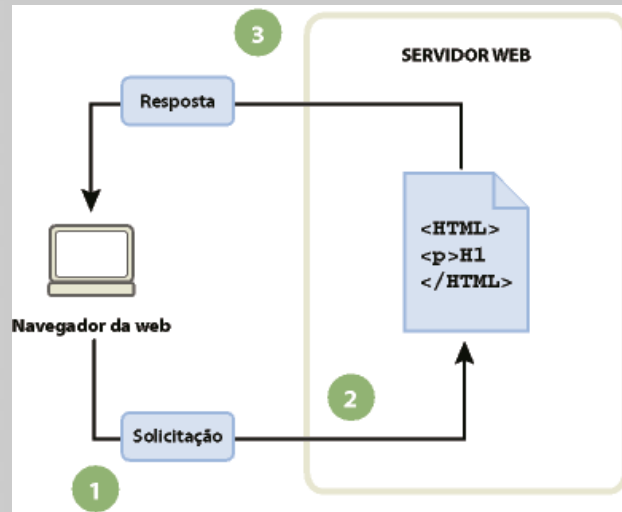 3
SERVIDOR WEB
Resposta
<HTML>
<p>H1
</HTML>
Navegador da web
2
Solicitação
1